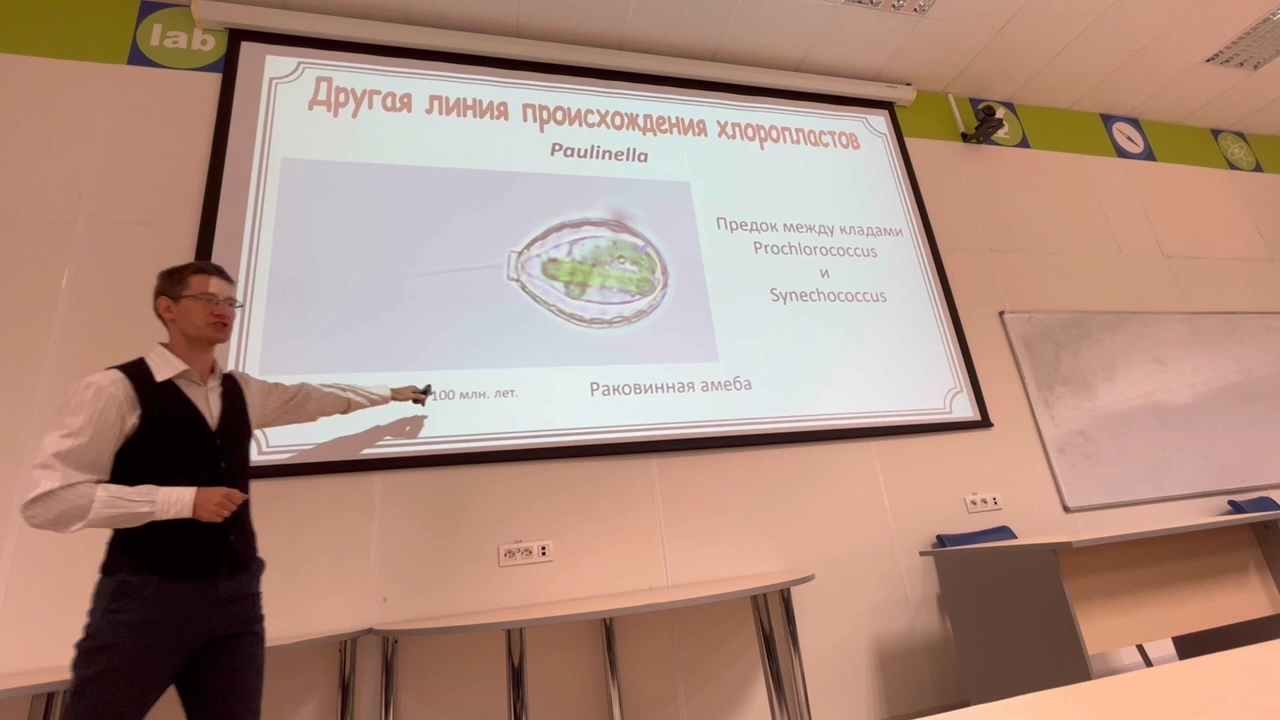 lab
Другая линия происхождения хлоропластов
Paulinella
Предок между кладами
Prochlorococcus
и
Synechococcus
100 млн. лет.
Раковинная амеба